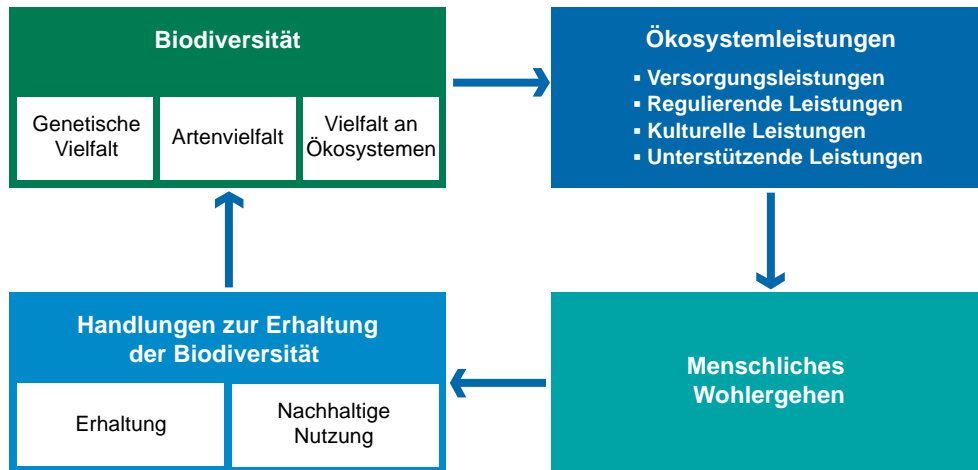 Biodiversität
Genetische
Vielfalt
Artenvielfalt
Vielfalt an
Ökosystemen
Ökosystemleistungen
▪ Versorgungsleistungen
▪ Regulierende Leistungen
▪ Kulturelle Leistungen
▪ Unterstützende Leistungen
Handlungen zur Erhaltung
der Biodiversität
Erhaltung
Nachhaltige
Nutzung
Menschliches
Wohlergehen